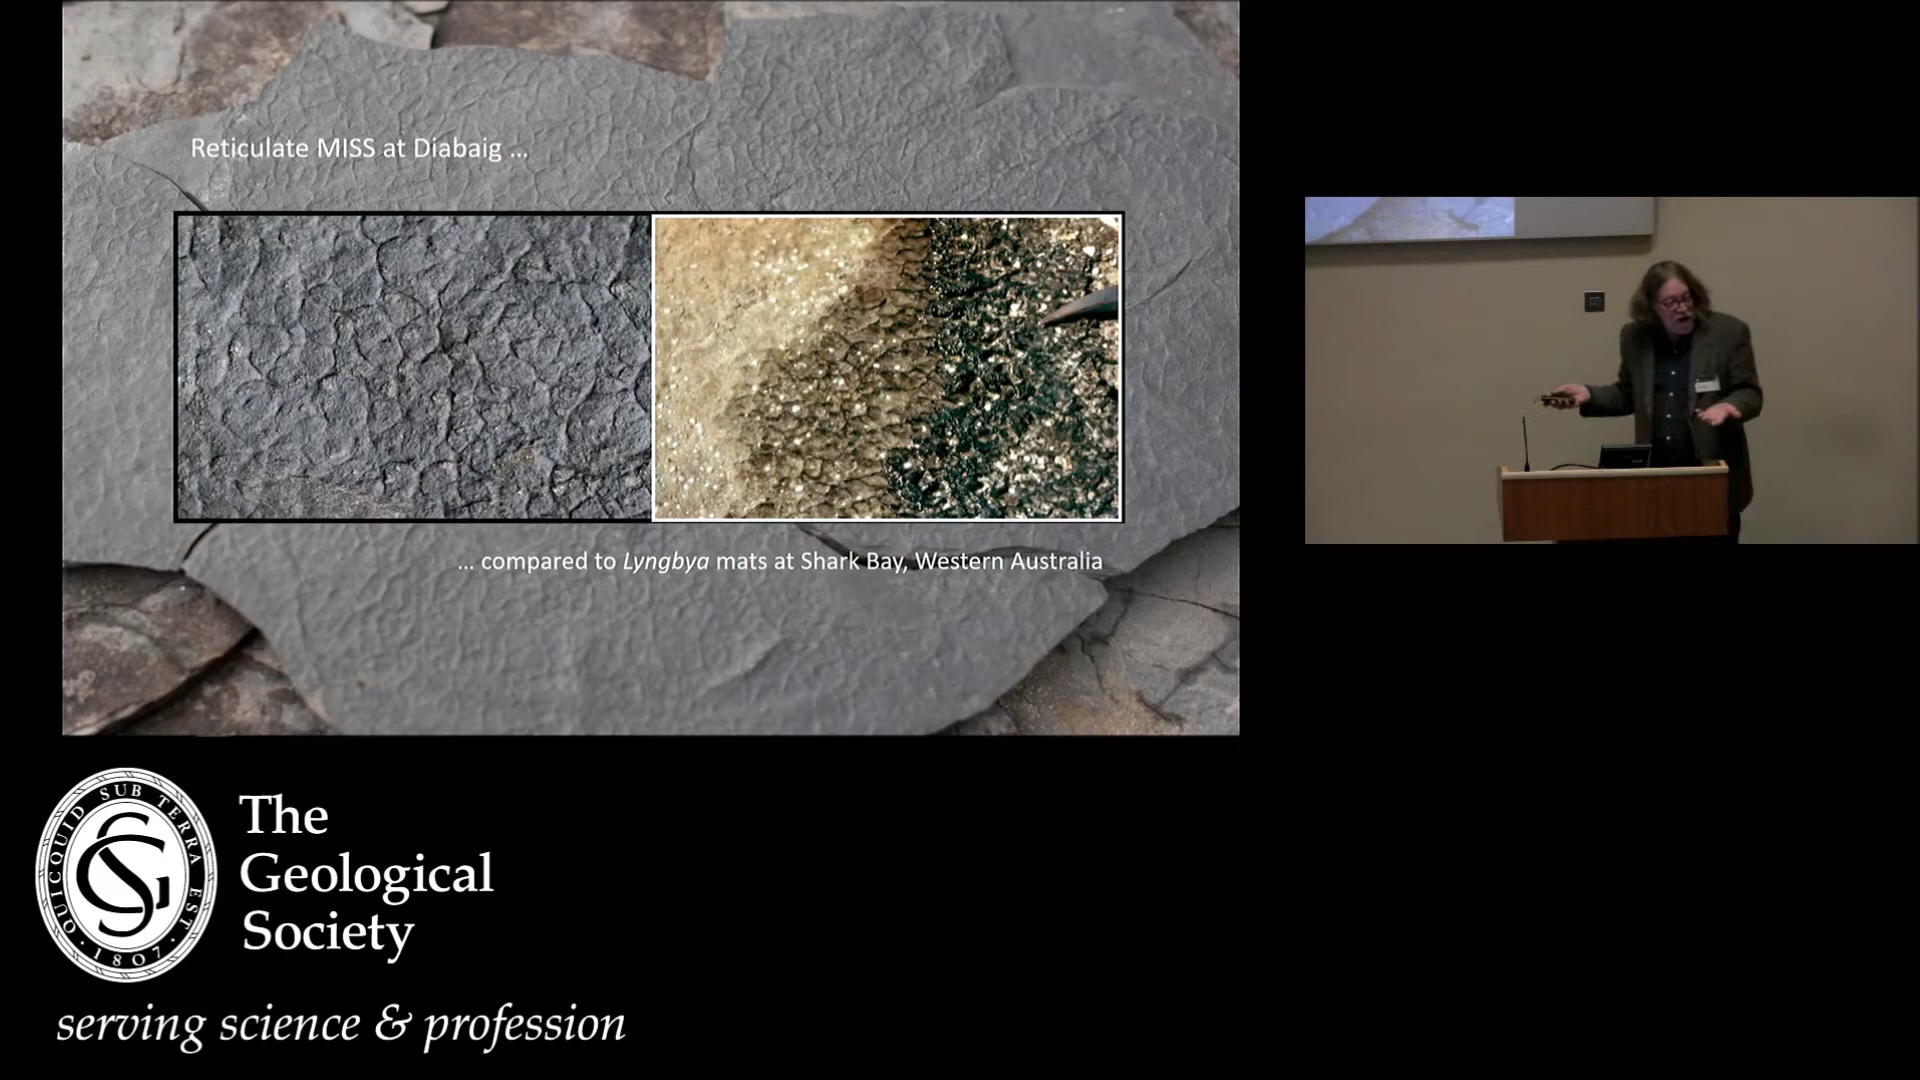 Reticulate MISS at Diabaig ...
... compared to Lyngbya mats at Shark Bay, Western Australia
QUICQUID SUB TERRA EST
1807
The
Geological
Society
serving science & profession